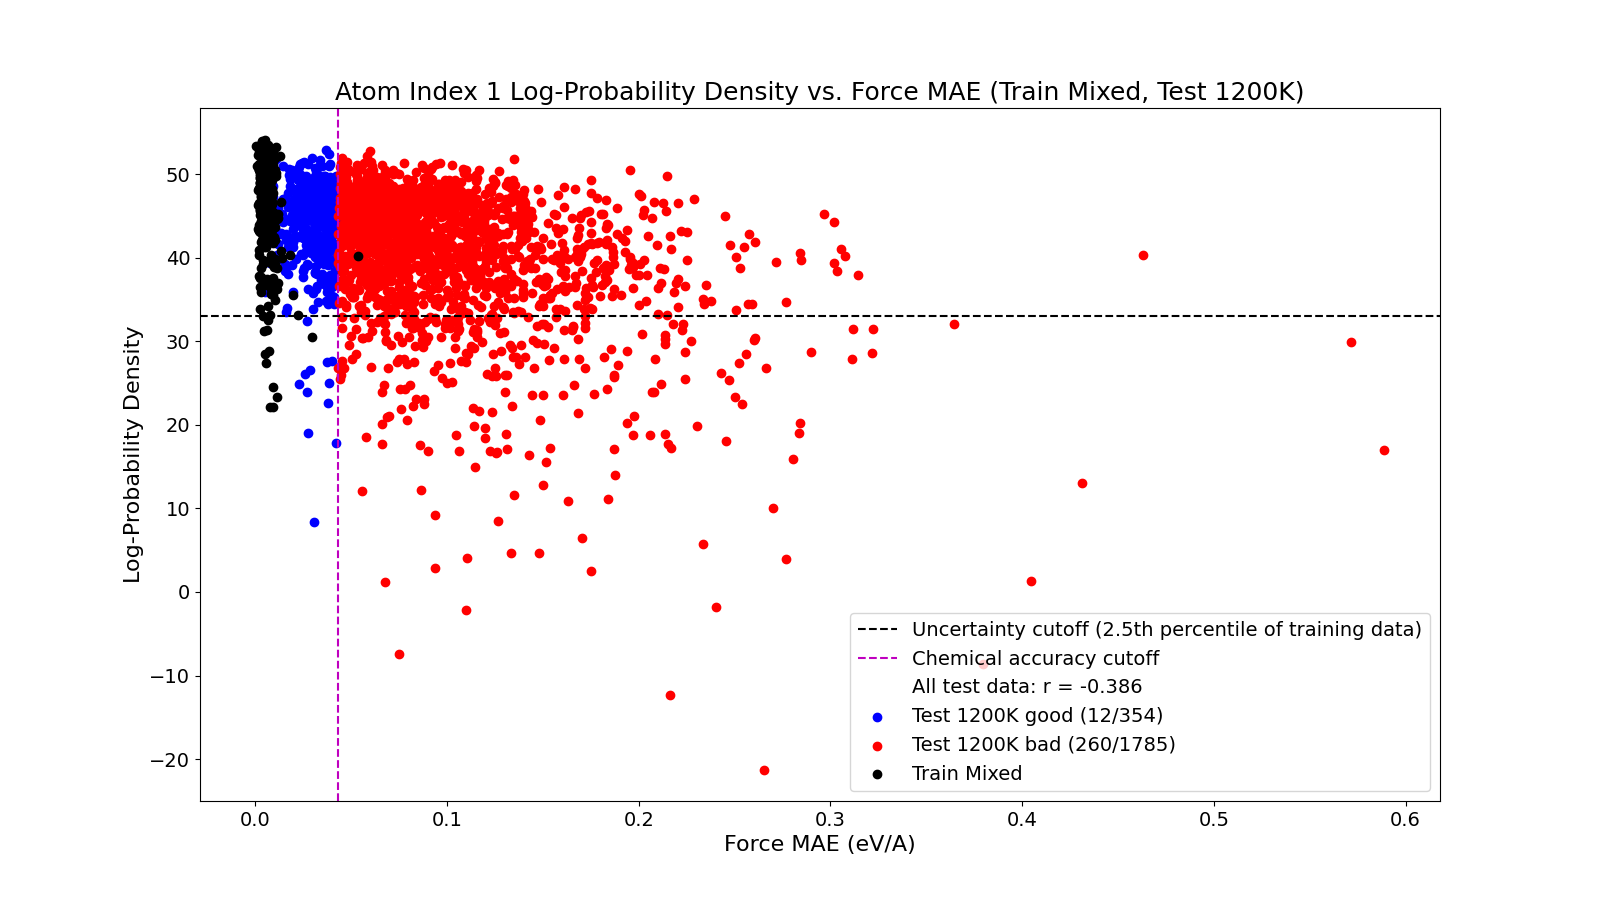 Atom Index 1 Log-Probability Density vs. Force MAE (Train Mixed, Test 1200K)
Log-Probability Density
50
40
30
20
10
0
−10
−20
Uncertainty cutoff (2.5th percentile of training data)
Chemical accuracy cutoff
All test data: r = -0.386
Test 1200K good (12/354)
Test 1200K bad (260/1785)
Train Mixed
0.0 0.1 0.2 0.3 0.4 0.5 0.6
Force MAE (eV/A)